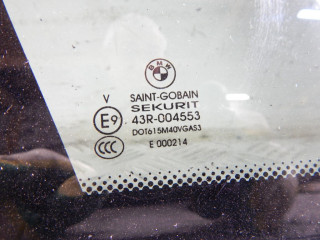 BMW
V
SAINT-GOBAIN
SEKURIT
E9
43R-004553
DOT615M40VGAS3
CCC
E 000214